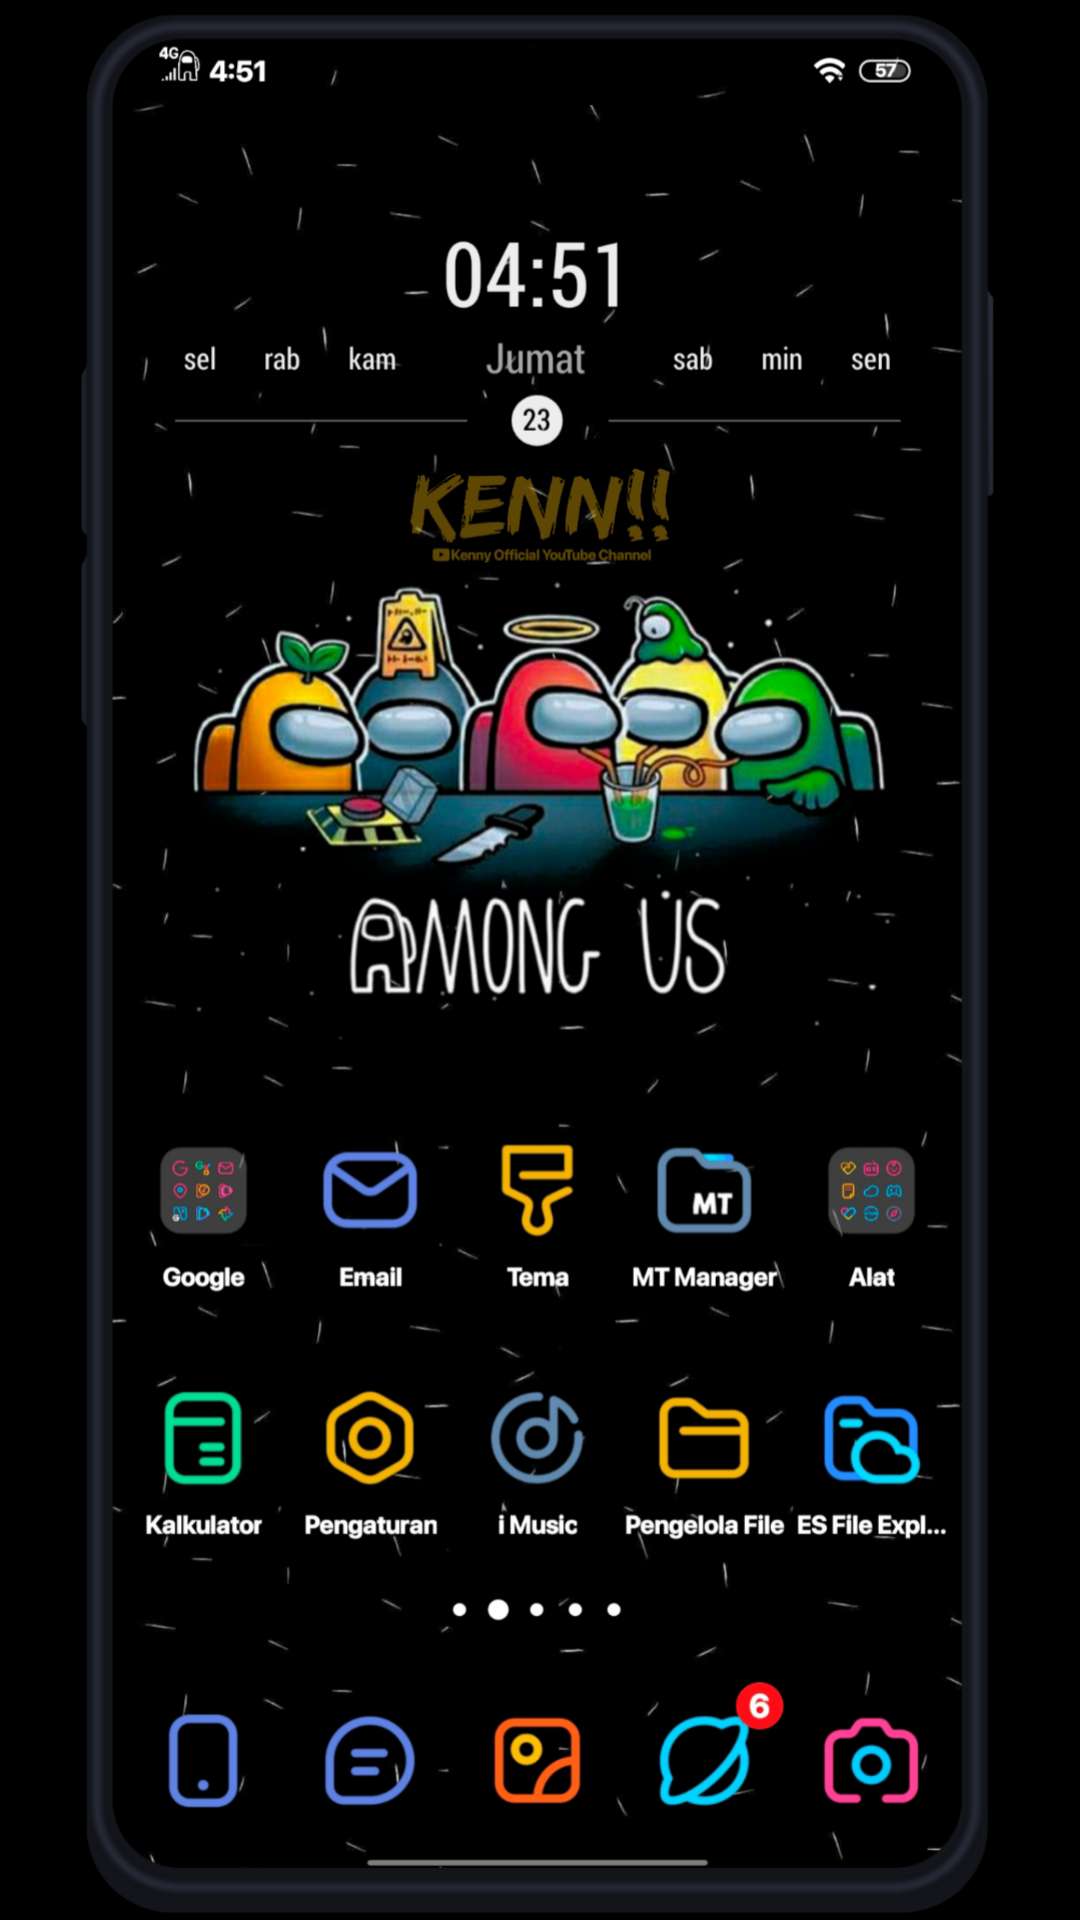 4G 4:51 57
04:51
sel rab kam Jumat sab min sen
23
KENN!!
Kenny Official YouTube Channel
AMONG US
MT
Google Email Tema MT Manager Alat
Kalkulator Pengaturan i Music Pengelola File ES File Expl...
6